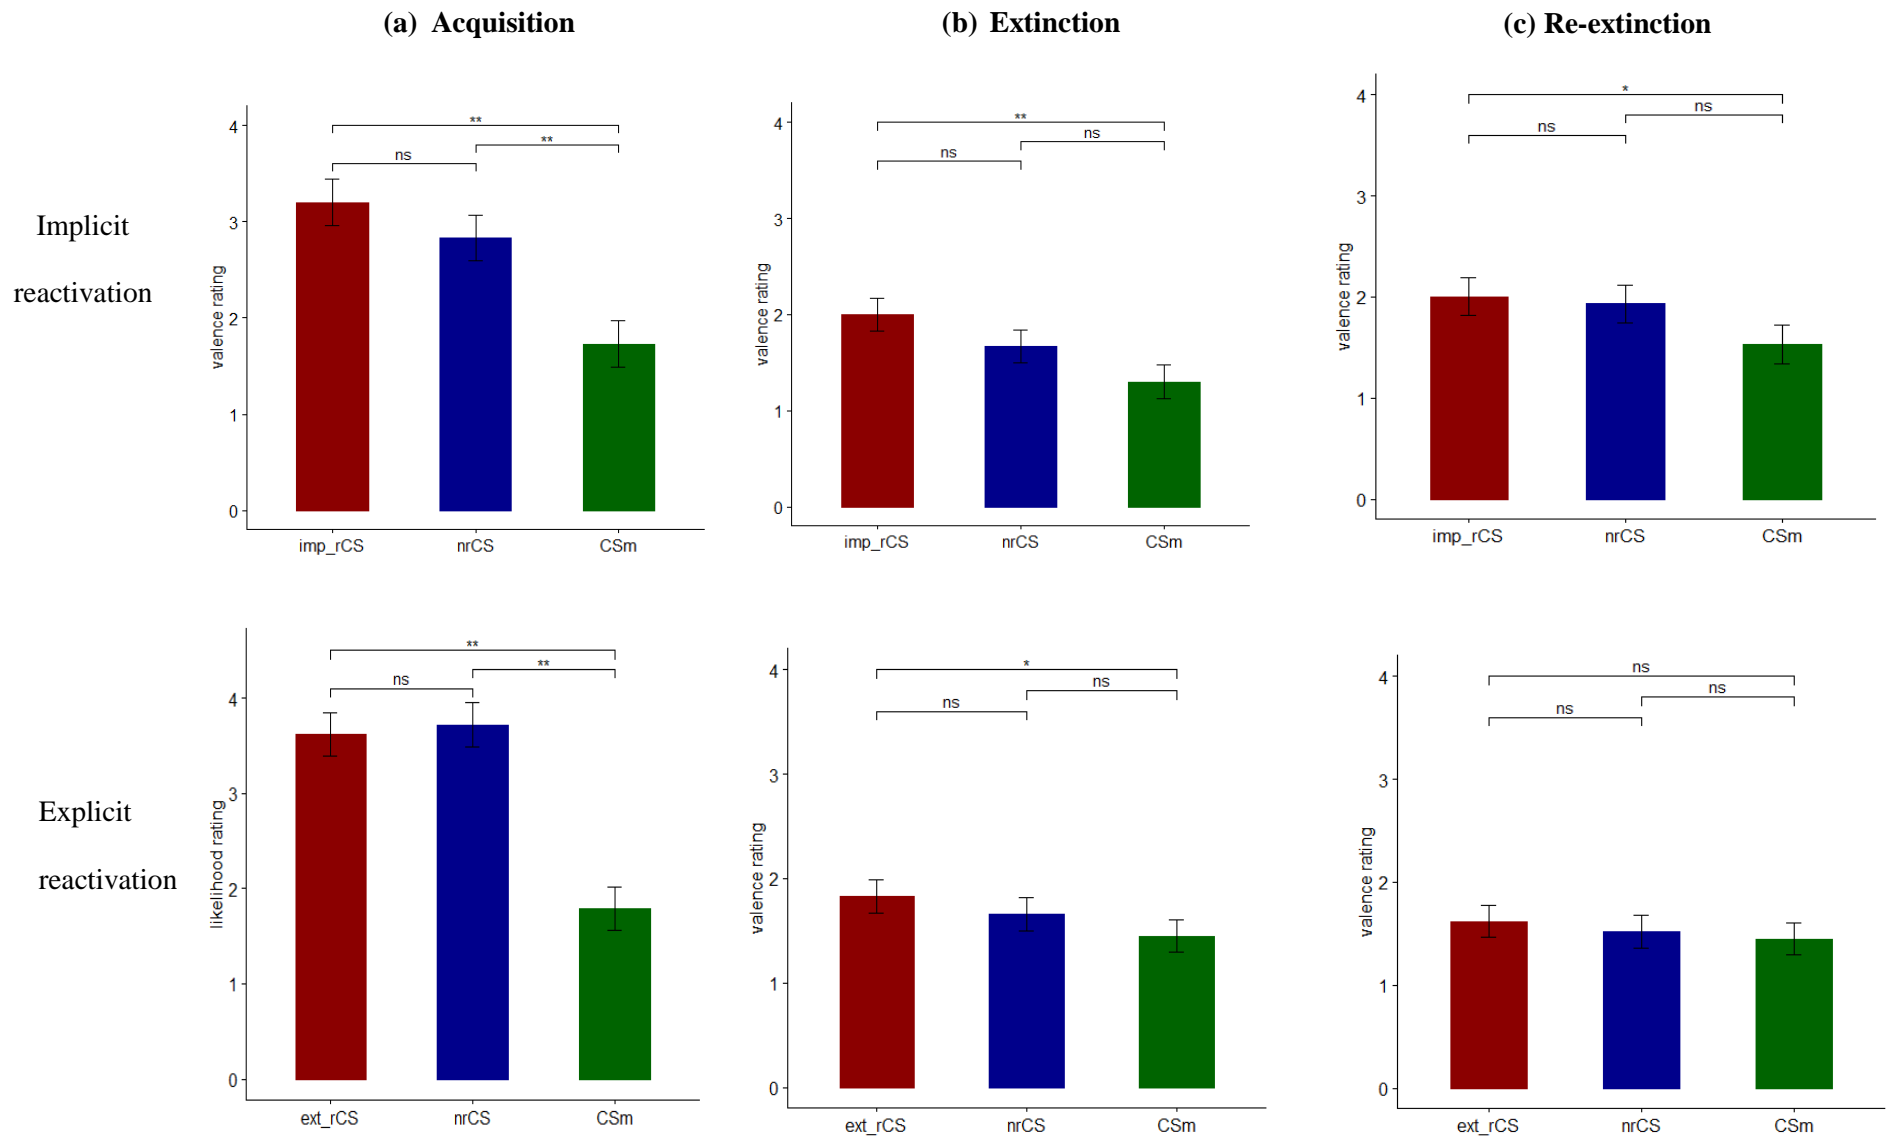 (a) Acquisition
(b) Extinction
(c) Re-extinction
Implicit
reactivation
valence rating
4
3
2
1
0
**
**
ns
imp_rCS nrCS CSm
valence rating
4
3
2
1
0
**
ns
ns
imp_rCS nrCS CSm
valence rating
4
3
2
1
0
*
ns
ns
imp_rCS nrCS CSm
Explicit
reactivation
likelihood rating
4
3
2
1
0
**
**
ns
ext_rCS nrCS CSm
valence rating
4
3
2
1
0
*
ns
ns
ext_rCS nrCS CSm
valence rating
4
3
2
1
0
ns
ns
ns
ext_rCS nrCS CSm